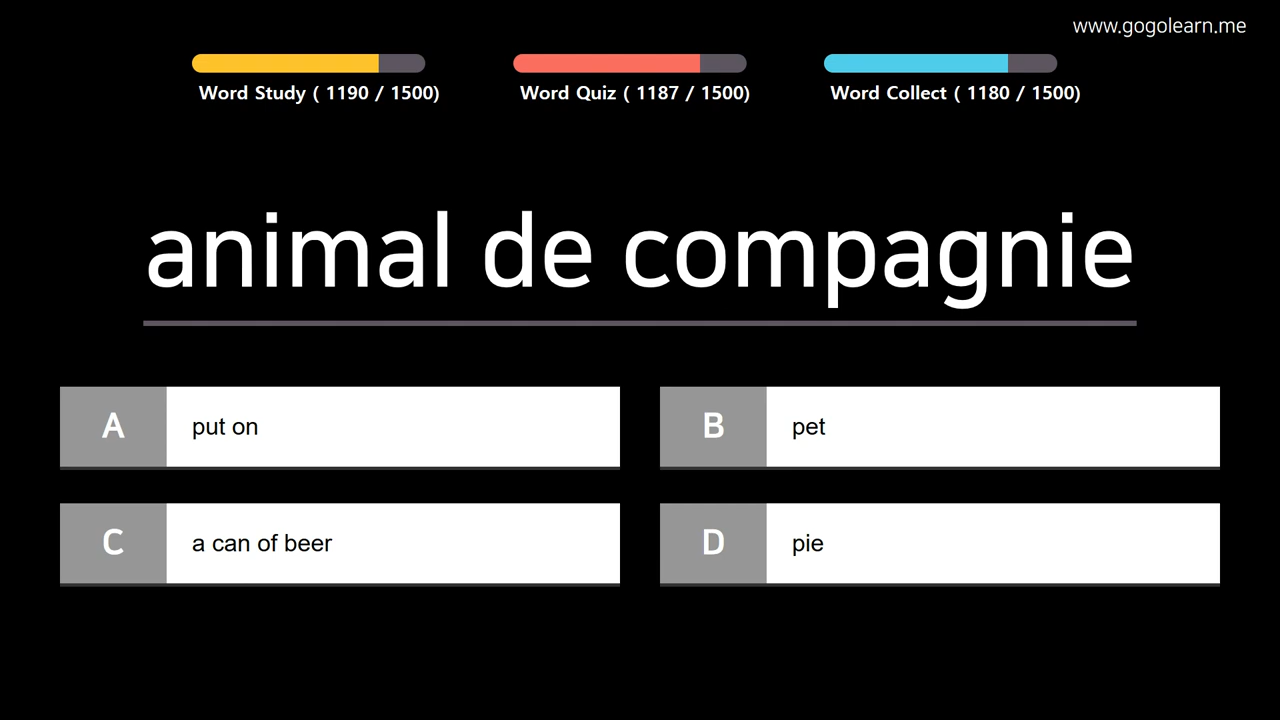 www.gogolearn.me
Word Study ( 1190 / 1500)
Word Quiz ( 1187 / 1500)
Word Collect ( 1180 / 1500)
animal de compagnie
A put on
B pet
C a can of beer
D pie